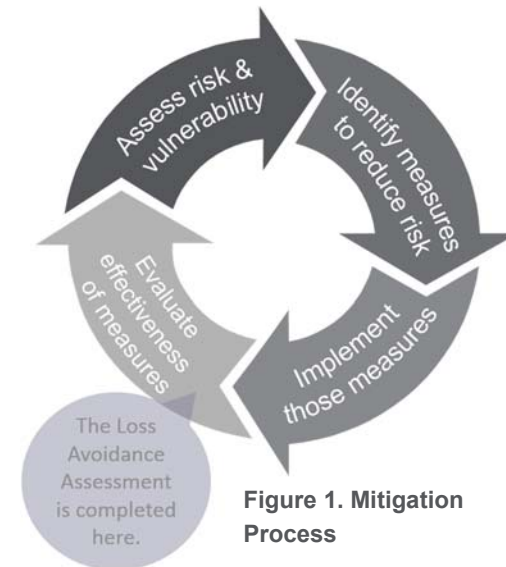 Assess risk &
vulnerability
Identify measures
to reduce risk
Implement
those measures
Evaluate
effectiveness
of measures
The Loss
Avoidance
Assessment
is completed
here.
Figure 1. Mitigation
Process